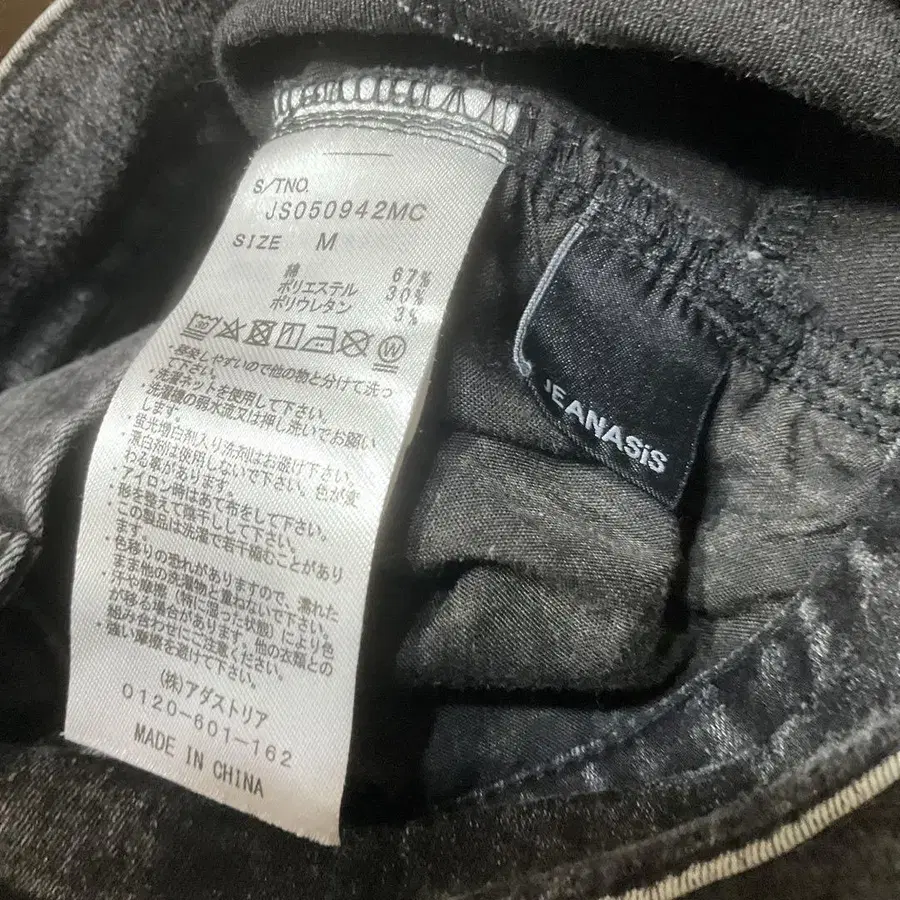 S/TNO.
JS050942MC
SIZE M
綿 67%
ポリエステル 30%
ポリウレタン 3%
・移染しやすいので他の物と分けて洗っ
て下さい。
・洗濯ネットを使用して下さい。
・洗濯機の弱水流又は押し洗いでお願い
します。
・蛍光増白剤入り洗剤はお避け下さい。
・漂白剤は使用しないで下さい。色が変
わる事があります。
・アイロン時はあて布をして下さい。
・形を整えて陰干しして下さい。
・この製品は洗濯で若干縮むことがあり
ます。
・色移りの恐れがありますので、濡れた
まま他の洗濯物と重ねないで下さい。
・汗や摩擦(特に湿った状態)により色
が移る場合があります。他の衣類との
組み合わせにご注意ください。
・強い摩擦を避けて下さい。
(株)アダストリア
0120-601-162
MADE IN CHINA
JEANASiS